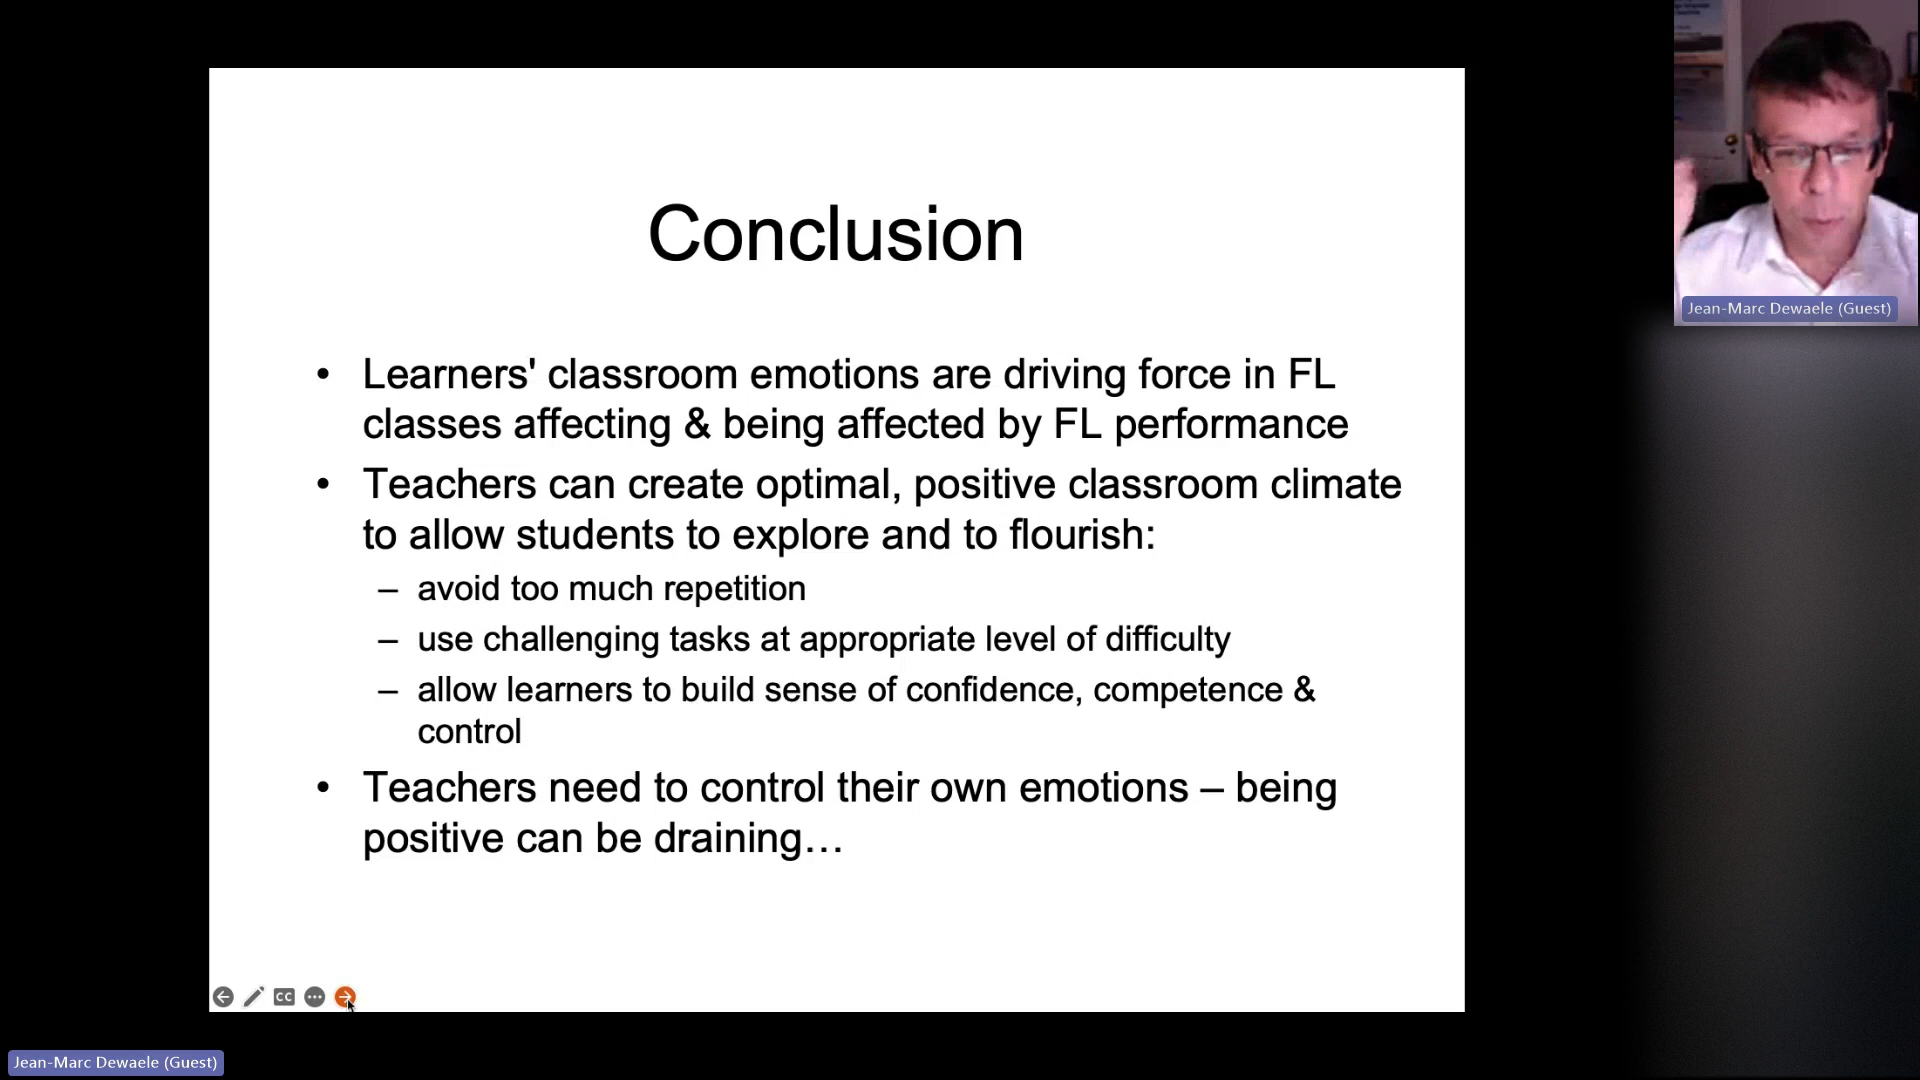 Conclusion
• Learners' classroom emotions are driving force in FL
classes affecting & being affected by FL performance
• Teachers can create optimal, positive classroom climate
to allow students to explore and to flourish:
– avoid too much repetition
– use challenging tasks at appropriate level of difficulty
– allow learners to build sense of confidence, competence &
control
• Teachers need to control their own emotions – being
positive can be draining…
CC
Jean-Marc Dewaele (Guest)
Jean-Marc Dewaele (Guest)